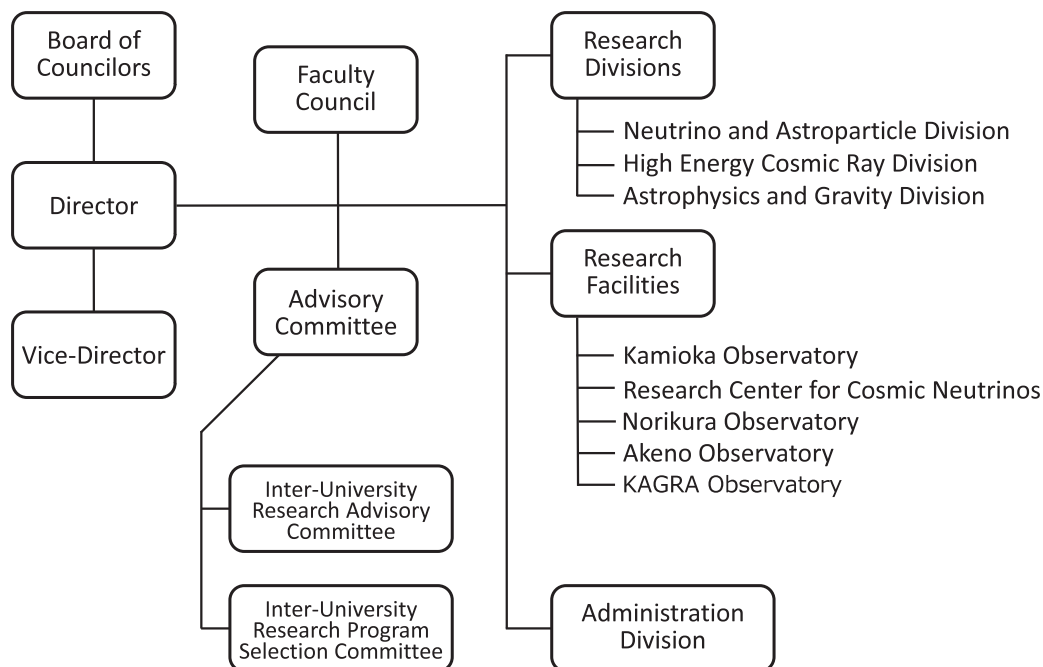 Board of
Councilors
Director
Vice-Director
Faculty
Council
Advisory
Committee
Inter-University
Research Advisory
Committee
Inter-University
Research Program
Selection Committee
Research
Divisions
Neutrino and Astroparticle Division
High Energy Cosmic Ray Division
Astrophysics and Gravity Division
Research
Facilities
Kamioka Observatory
Research Center for Cosmic Neutrinos
Norikura Observatory
Akeno Observatory
KAGRA Observatory
Administration
Division